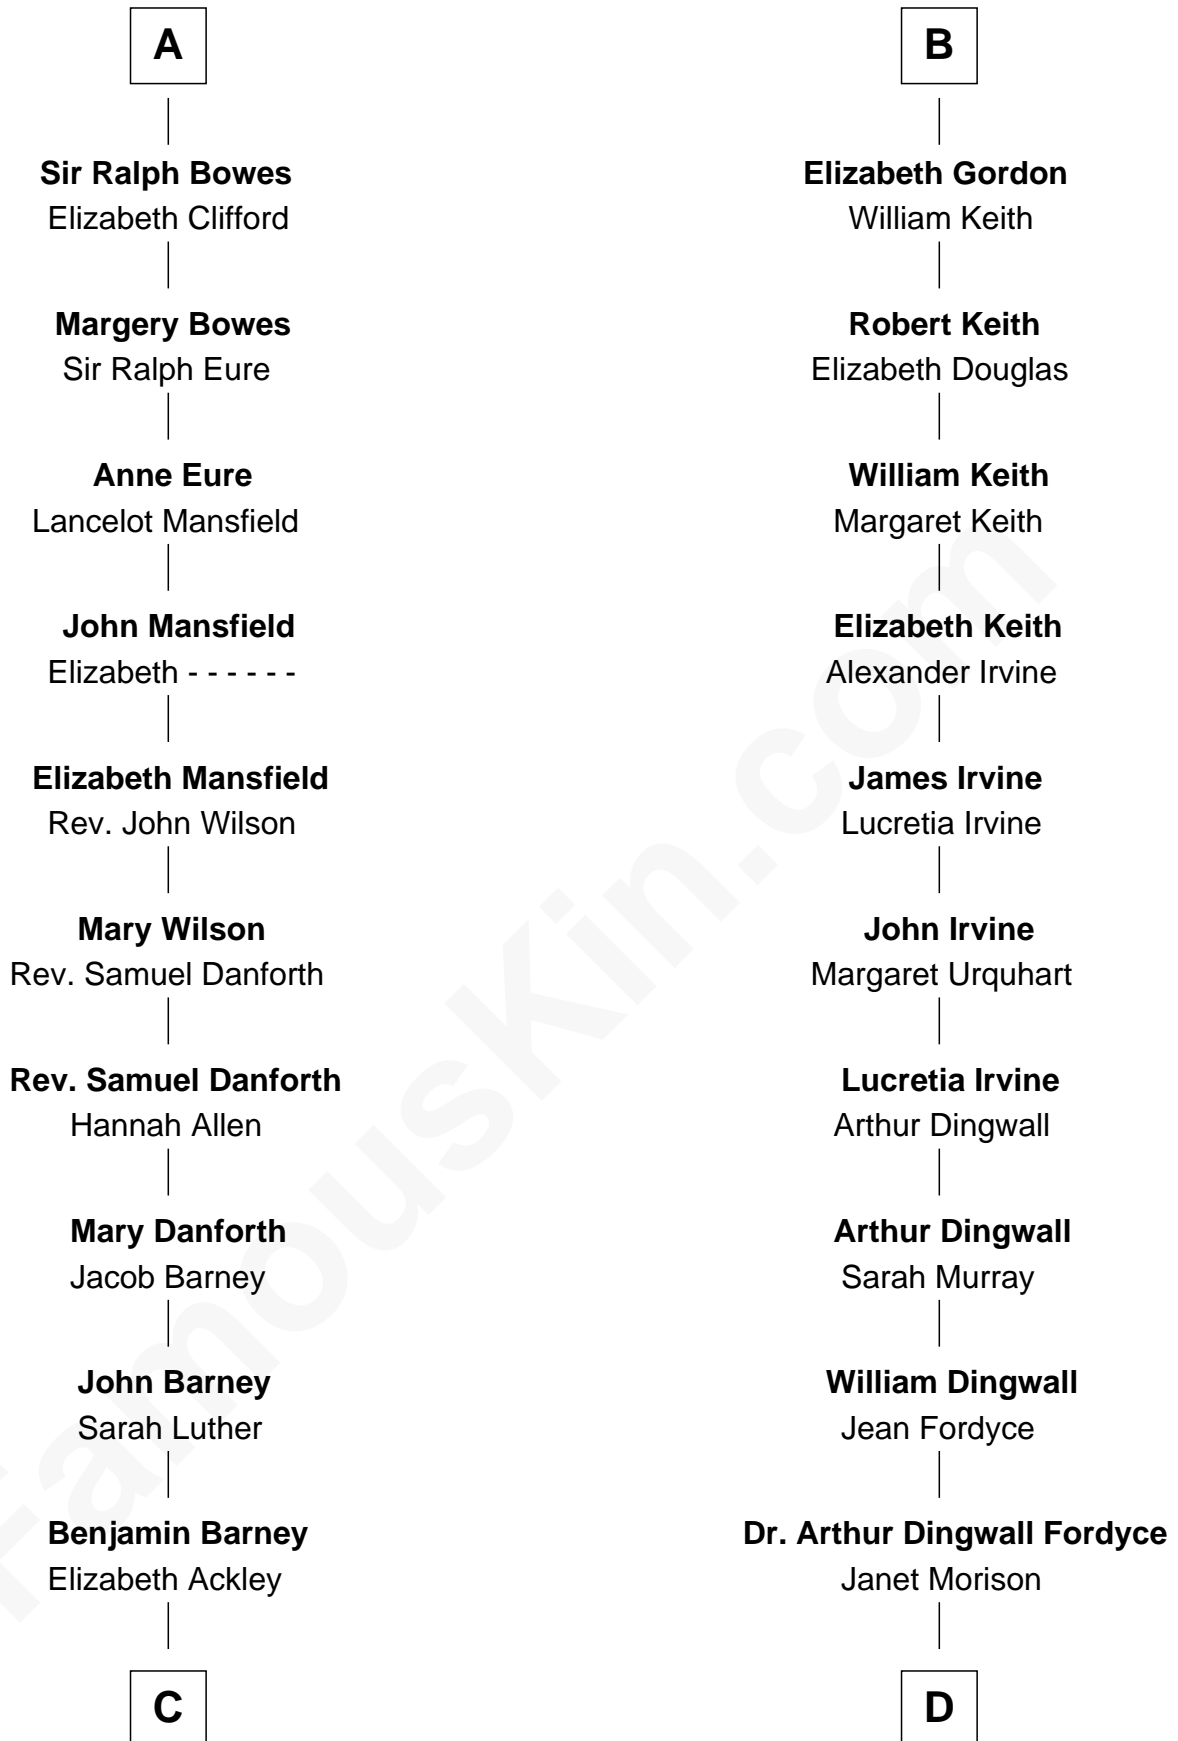 A
Sir Ralph Bowes
Elizabeth Clifford
Margery Bowes
Sir Ralph Eure
Anne Eure
Lancelot Mansfield
John Mansfield
Elizabeth - - - - - -
Elizabeth Mansfield
Rev. John Wilson
Mary Wilson
Rev. Samuel Danforth
Rev. Samuel Danforth
Hannah Allen
Mary Danforth
Jacob Barney
John Barney
Sarah Luther
Benjamin Barney
Elizabeth Ackley
C
B
Elizabeth Gordon
William Keith
Robert Keith
Elizabeth Douglas
William Keith
Margaret Keith
Elizabeth Keith
Alexander Irvine
James Irvine
Lucretia Irvine
John Irvine
Margaret Urquhart
Lucretia Irvine
Arthur Dingwall
Arthur Dingwall
Sarah Murray
William Dingwall
Jean Fordyce
Dr. Arthur Dingwall Fordyce
Janet Morison
D
FamousKin.com